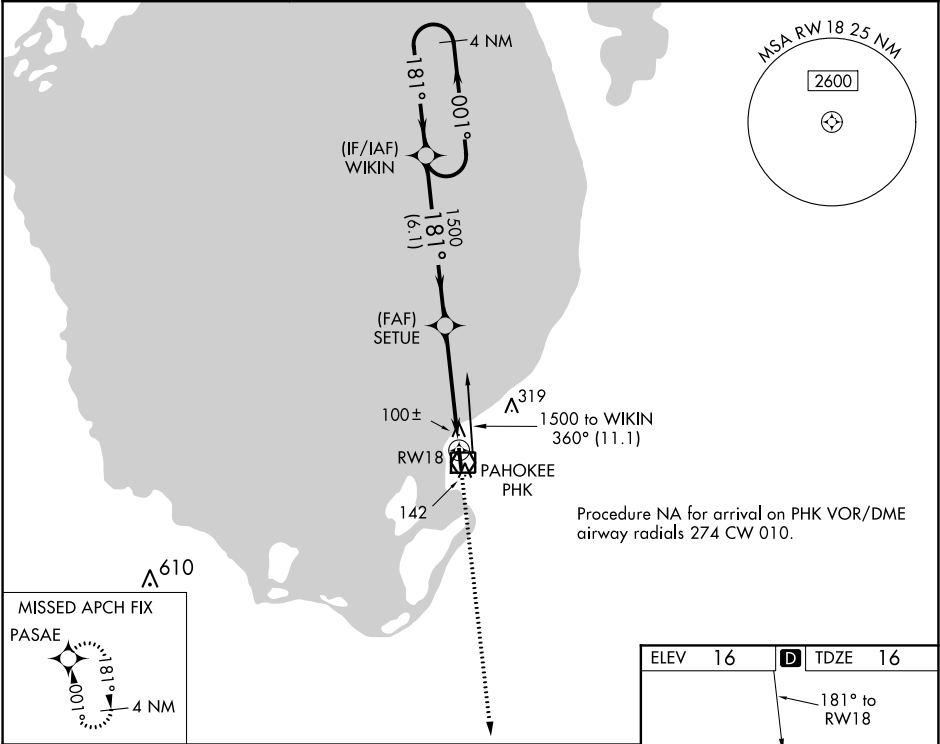 4 NM
181°
001°
(IF/IAF)
WIKIN
1500
181°
(6.1)
MSA RW 18 25 NM
2600
(FAF)
SETUE
319
100±
1500 to WIKIN
360° (11.1)
RW18
PAHOKEE
PHK
142
Procedure NA for arrival on PHK VOR/DME
airway radials 274 CW 010.
610
MISSED APCH FIX
PASAE
181°
001°
4 NM
ELEV 16 D TDZE 16
181° to
RW18